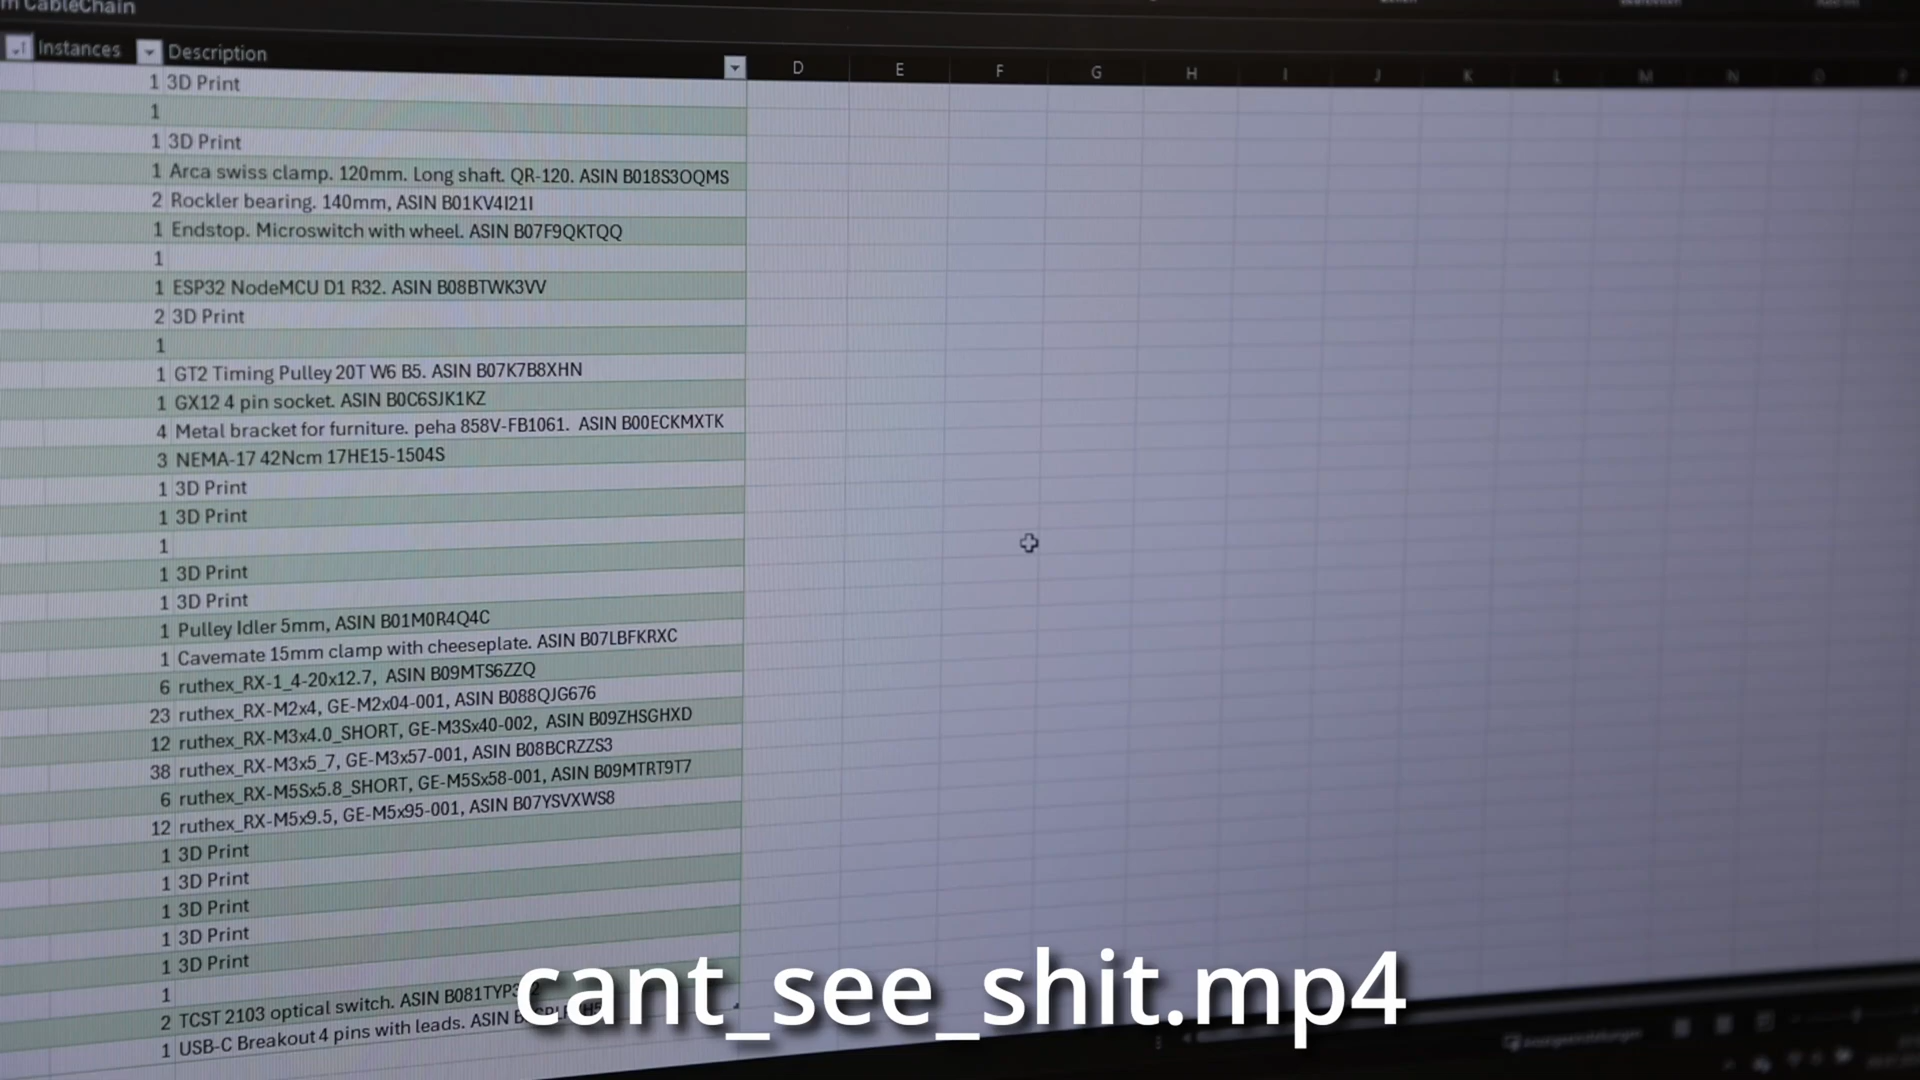 CableChain
Instances Description D E F G H I J K L M N
1 3D Print
1
1 3D Print
1 Arca swiss clamp. 120mm. Long shaft. QR-120. ASIN B018S3OQMS
2 Rockler bearing. 140mm, ASIN B01KV4I21I
1 Endstop. Microswitch with wheel. ASIN B07F9QKTQQ
1
1 ESP32 NodeMCU D1 R32. ASIN B08BTWK3VV
2 3D Print
1
1 GT2 Timing Pulley 20T W6 B5. ASIN B07K7B8XHN
1 GX12 4 pin socket. ASIN B0C6SJK1KZ
4 Metal bracket for furniture. peha 858V-FB1061. ASIN B00ECKMXTK
3 NEMA-17 42Ncm 17HE15-1504S
1 3D Print
1 3D Print
1
1 3D Print
1 3D Print
1 Pulley Idler 5mm, ASIN B01M0R4Q4C
1 Cavemate 15mm clamp with cheeseplate. ASIN B07LBFKRXC
6 ruthex_RX-1_4-20x12.7, ASIN B09MTS6ZZQ
23 ruthex_RX-M2x4, GE-M2x04-001, ASIN B088QJG676
12 ruthex_RX-M3x4.0_SHORT, GE-M3Sx40-002, ASIN B09ZHSGHXD
38 ruthex_RX-M3x5_7, GE-M3x57-001, ASIN B08BCRZZS3
6 ruthex_RX-M5Sx5.8_SHORT, GE-M5Sx58-001, ASIN B09MTRT9T7
12 ruthex_RX-M5x9.5, GE-M5x95-001, ASIN B07YSVXWS8
1 3D Print
1 3D Print
1 3D Print
1 3D Print
1 3D Print
1
2 TCST 2103 optical switch. ASIN
1 USB-C Breakout 4 pins with leads. ASIN
cant_see_shit.mp4